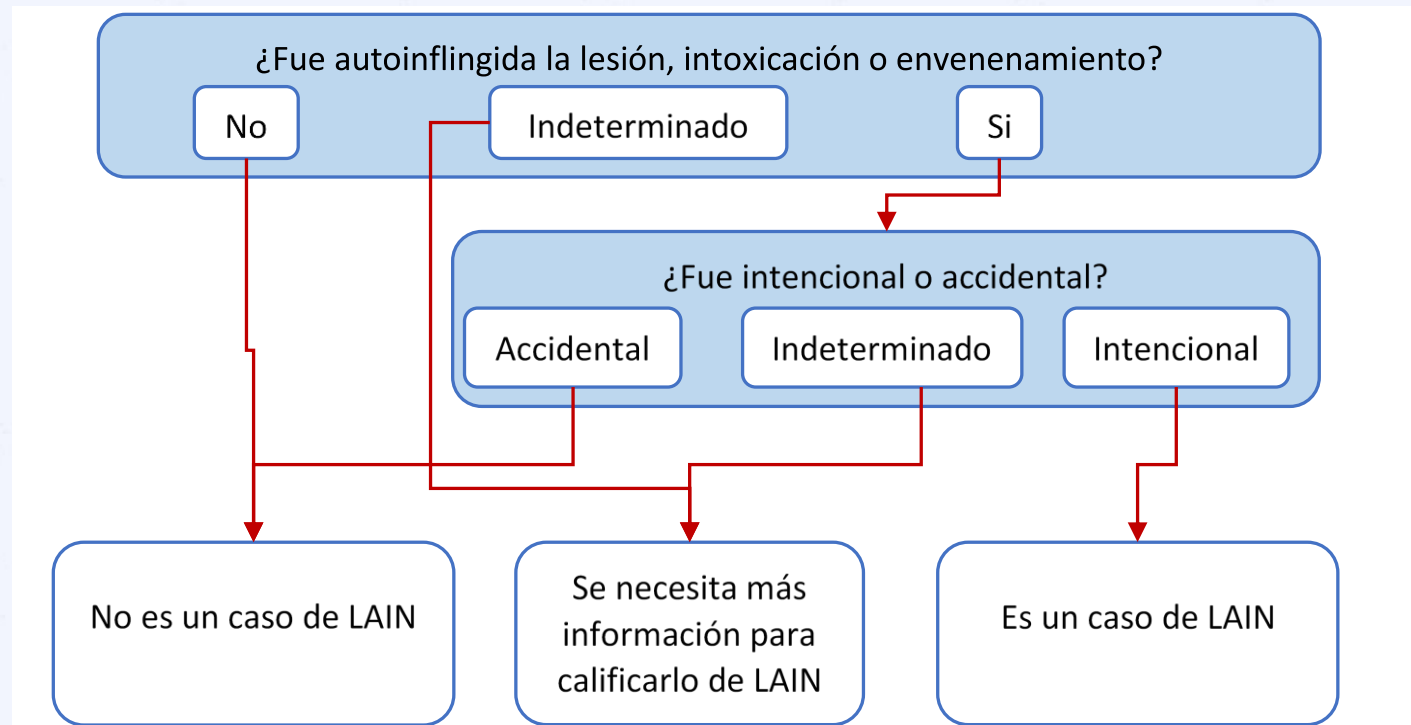 ¿Fue autoinflingida la lesión, intoxicación o envenenamiento?
No
Indeterminado
Si
¿Fue intencional o accidental?
Accidental
Indeterminado
Intencional
No es un caso de LAIN
Se necesita más
información para
calificarlo de LAIN
Es un caso de LAIN